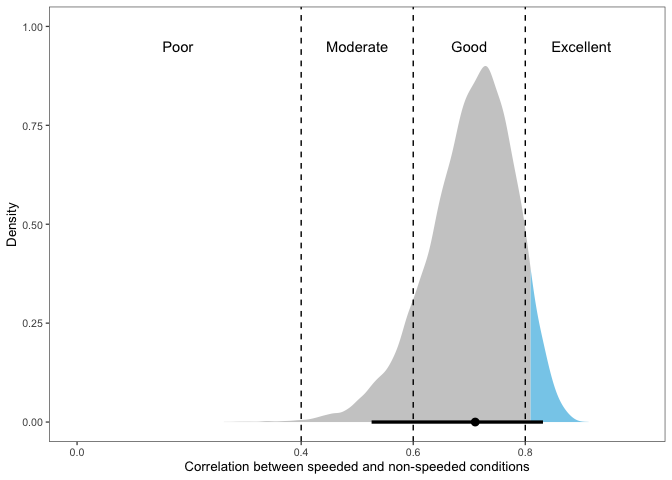 Poor Moderate Good Excellent
1.00
0.75
0.50
0.25
0.00
Density
0.0 0.4 0.6 0.8
Correlation between speeded and non-speeded conditions